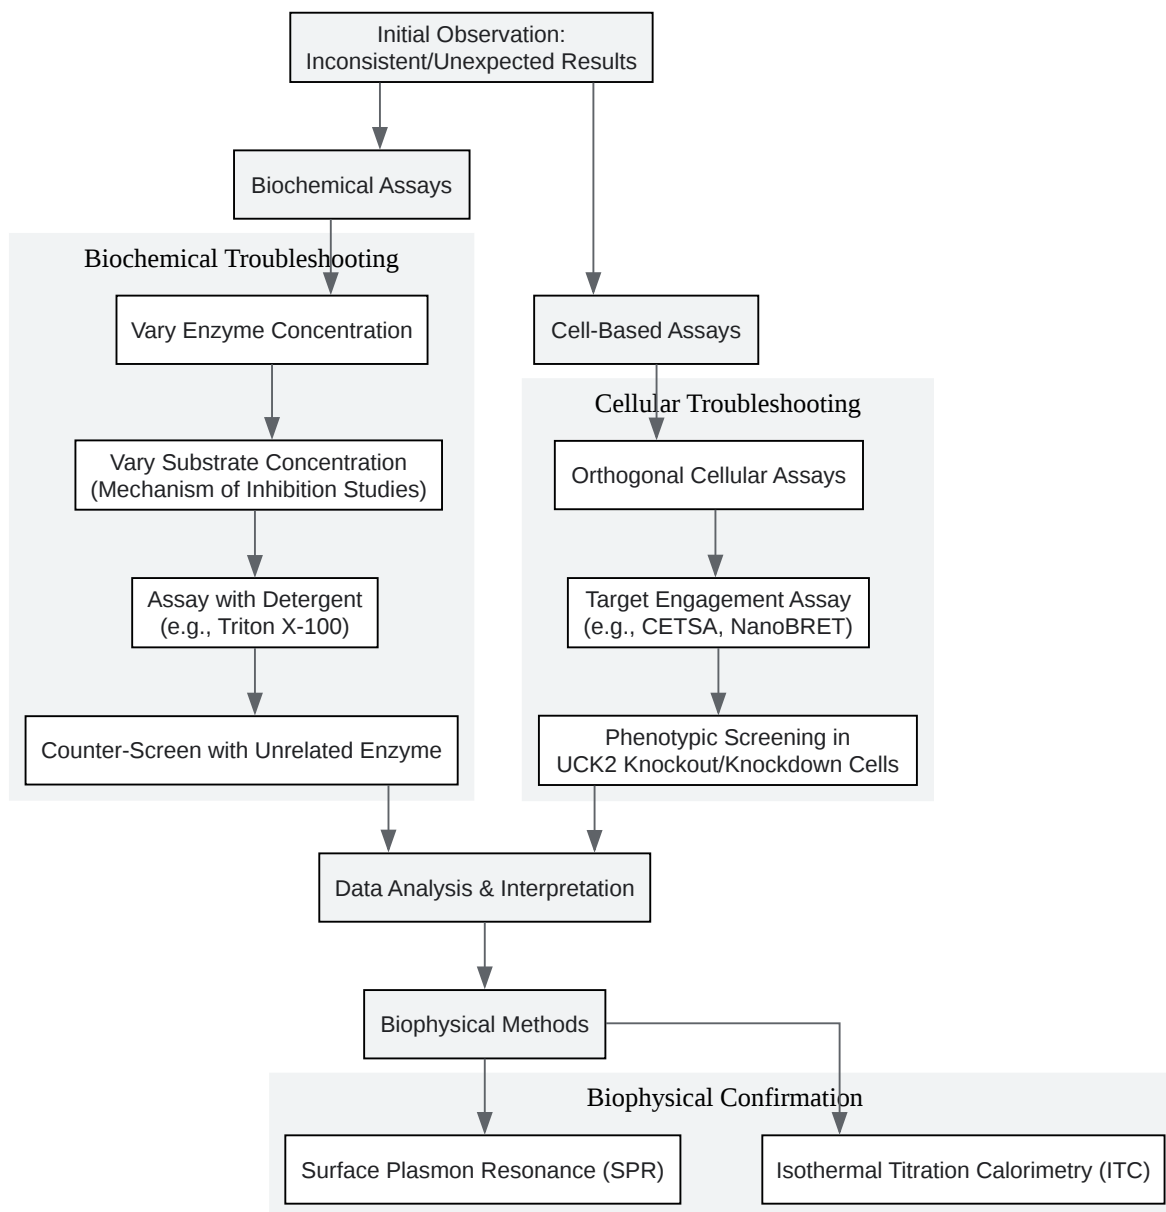 Initial Observation:
Inconsistent/Unexpected Results
Biochemical Assays
Biochemical Troubleshooting
Vary Enzyme Concentration
Cell-Based Assays
Cellular Troubleshooting
Vary Substrate Concentration
(Mechanism of Inhibition Studies)
Orthogonal Cellular Assays
Assay with Detergent
(e.g., Triton X-100)
Target Engagement Assay
(e.g., CETSA, NanoBRET)
Counter-Screen with Unrelated Enzyme
Phenotypic Screening in
UCK2 Knockout/Knockdown Cells
Data Analysis & Interpretation
Biophysical Methods
Biophysical Confirmation
Surface Plasmon Resonance (SPR)
Isothermal Titration Calorimetry (ITC)